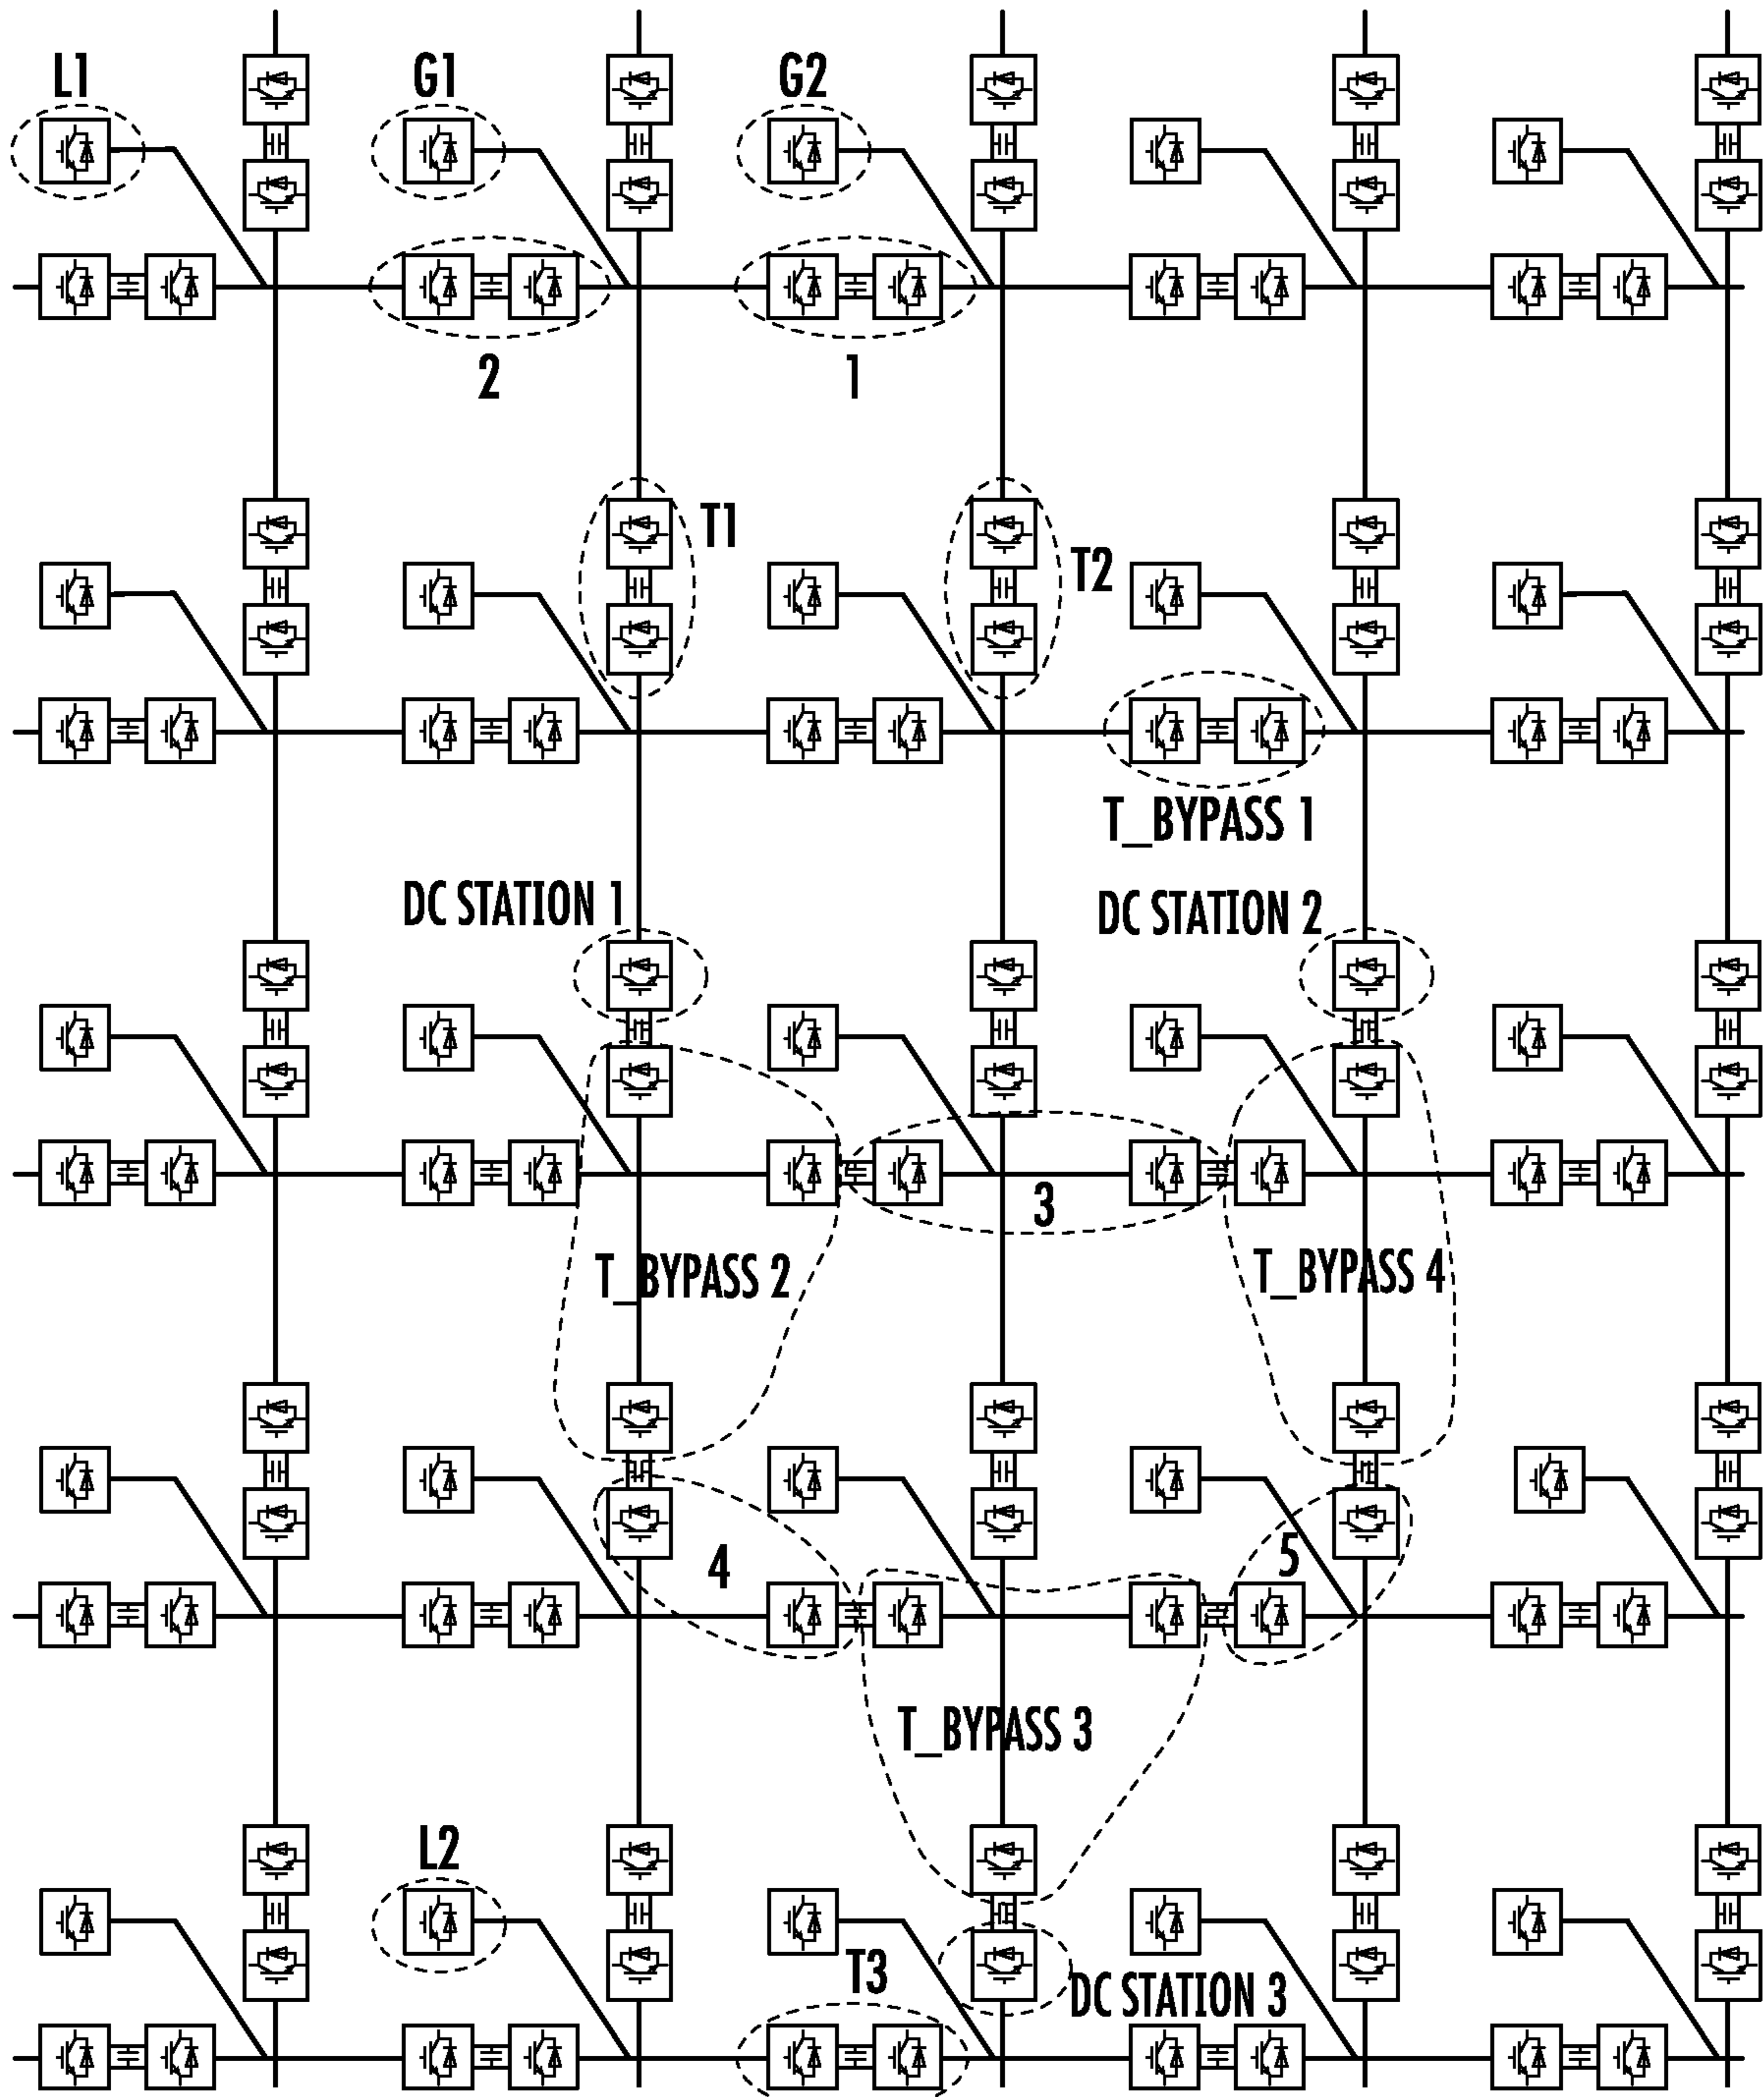 L1
G1
G2
2
1
T1
T2
T_BYPASS 1
DC STATION 1
DC STATION 2
3
T_BYPASS 2
T_BYPASS 4
4
5
T_BYPASS 3
L2
T3
DC STATION 3